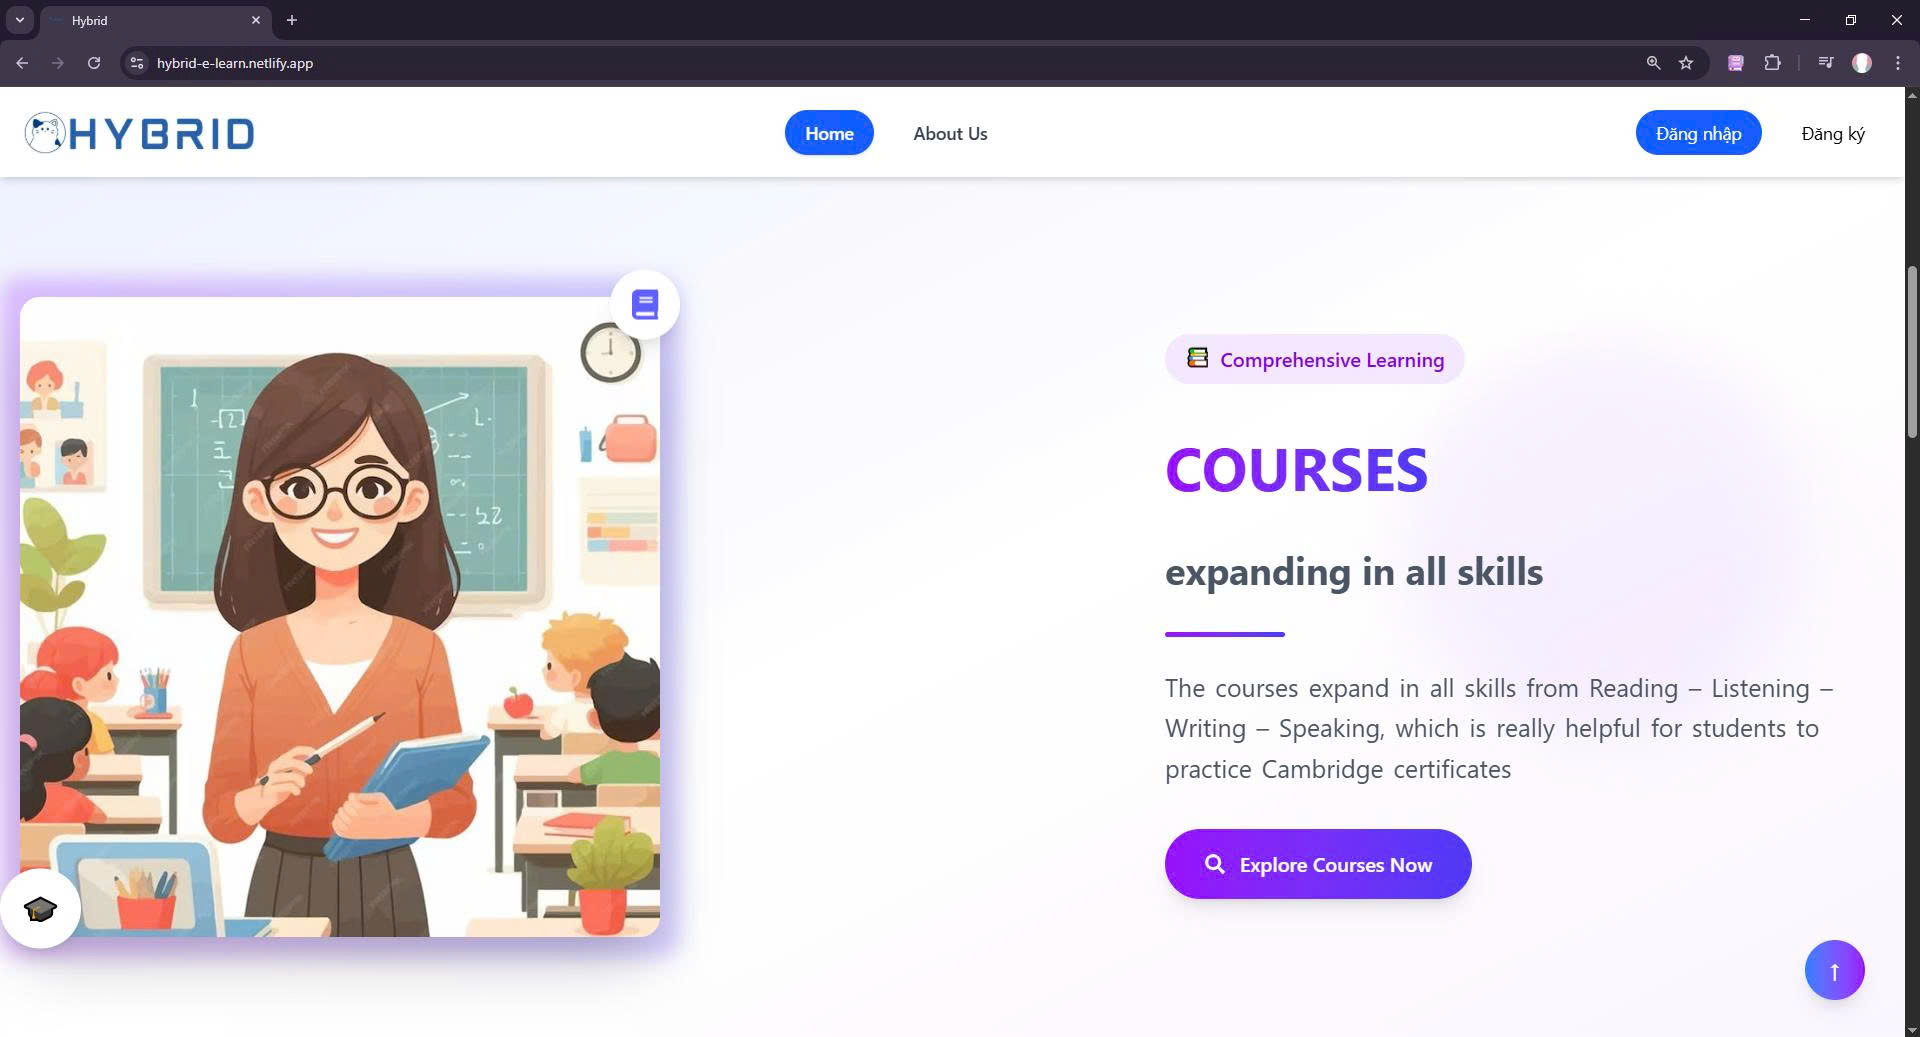 Hybrid
hybrid-e-learn.netlify.app
HYBRID
Home
About Us
Đăng nhập
Đăng ký
Comprehensive Learning
COURSES
expanding in all skills
The courses expand in all skills from Reading – Listening –
Writing – Speaking, which is really helpful for students to
practice Cambridge certificates
Explore Courses Now
↑